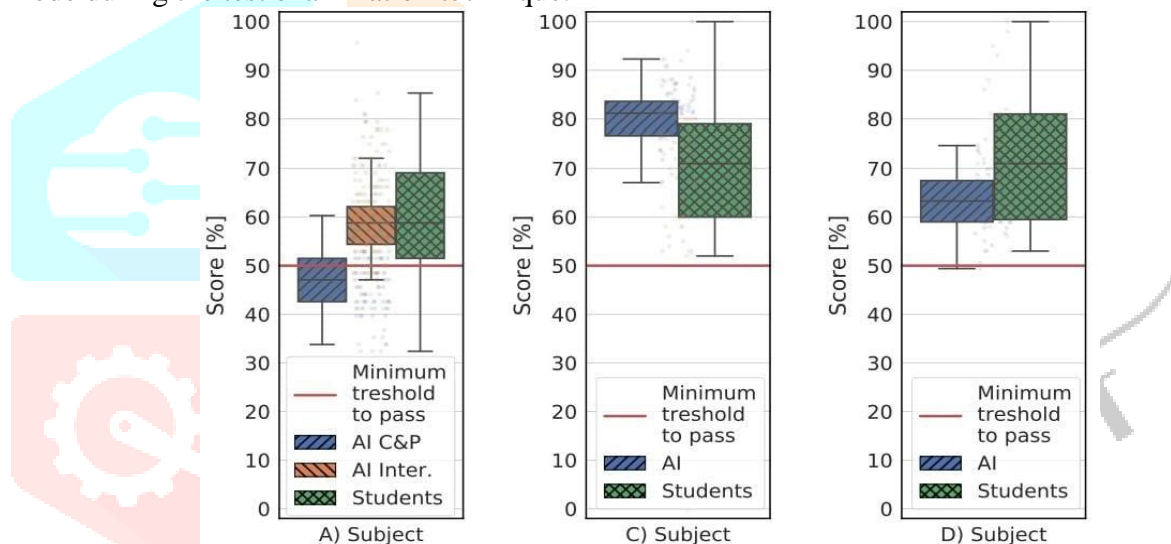 100
90
80
70
60
50
40
30
20
10
0
Score [%]
Minimum
treshold
to pass
AI C&P
AI Inter.
Students
A) Subject
100
90
80
70
60
50
40
30
20
10
0
Score [%]
Minimum
treshold
to pass
AI
Students
C) Subject
100
90
80
70
60
50
40
30
20
10
0
Score [%]
Minimum
treshold
to pass
AI
Students
D) Subject